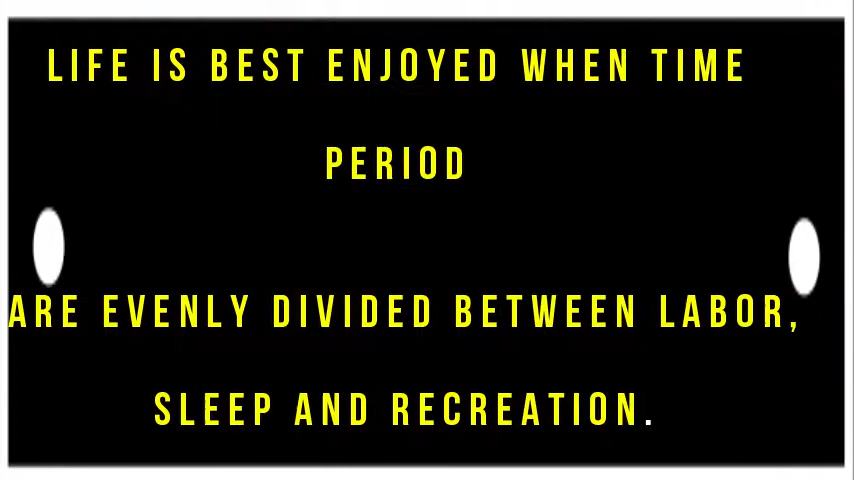 LIFE IS BEST ENJOYED WHEN TIME
PERIOD
ARE EVENLY DIVIDED BETWEEN LABOR,
SLEEP AND RECREATION.